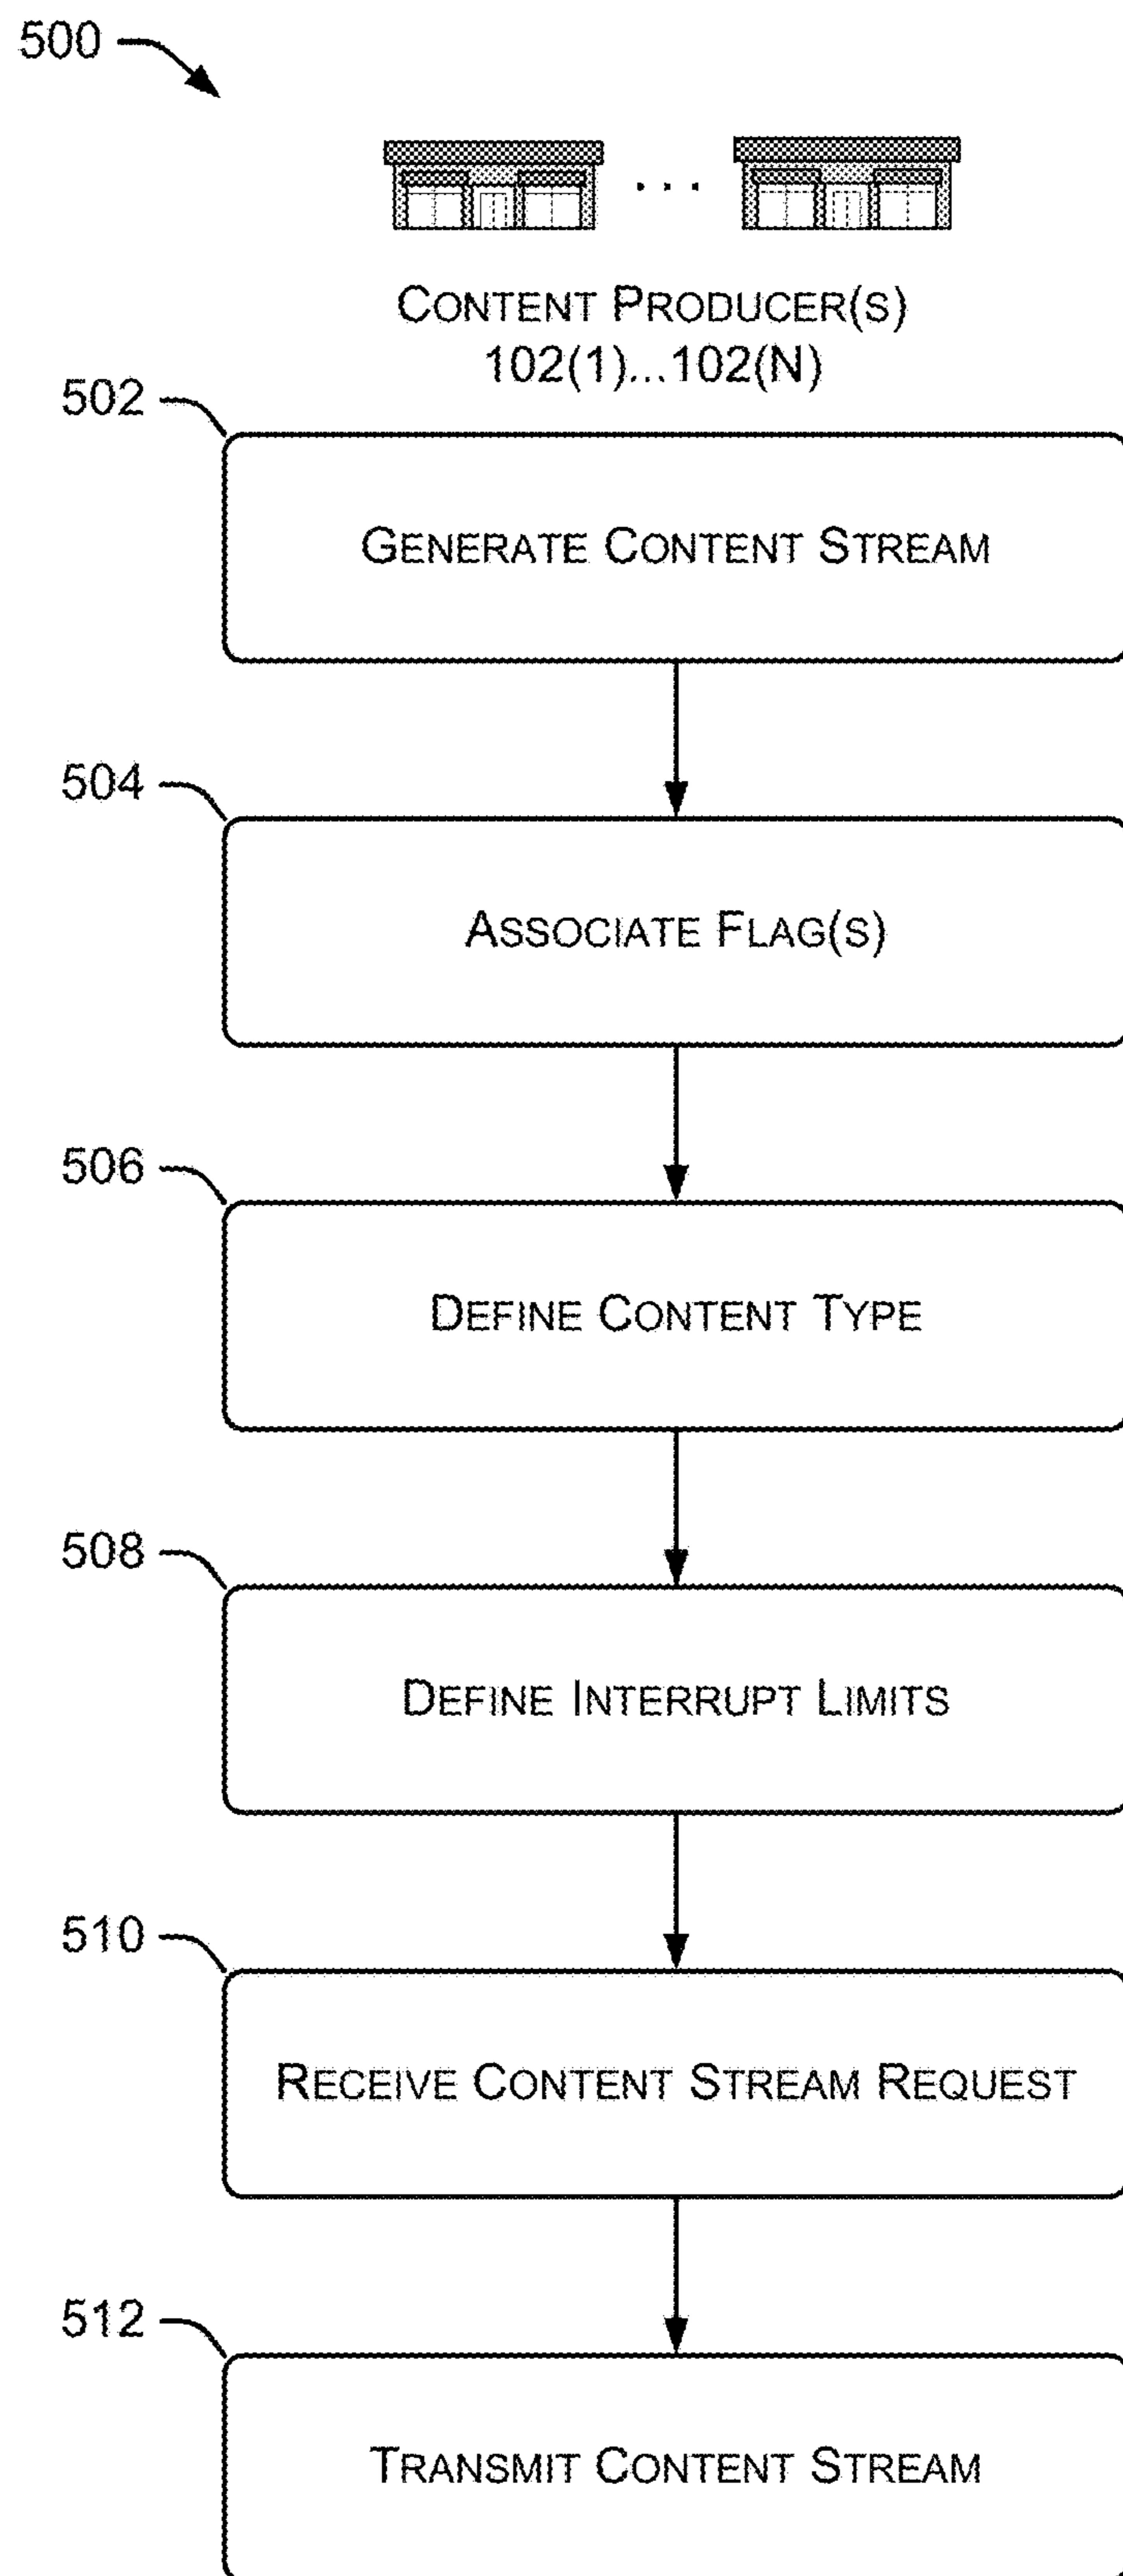 500
CONTENT PRODUCER(S)
102(1)...102(N)
502
GENERATE CONTENT STREAM
504
ASSOCIATE FLAG(S)
506
DEFINE CONTENT TYPE
508
DEFINE INTERRUPT LIMITS
510
RECEIVE CONTENT STREAM REQUEST
512
TRANSMIT CONTENT STREAM